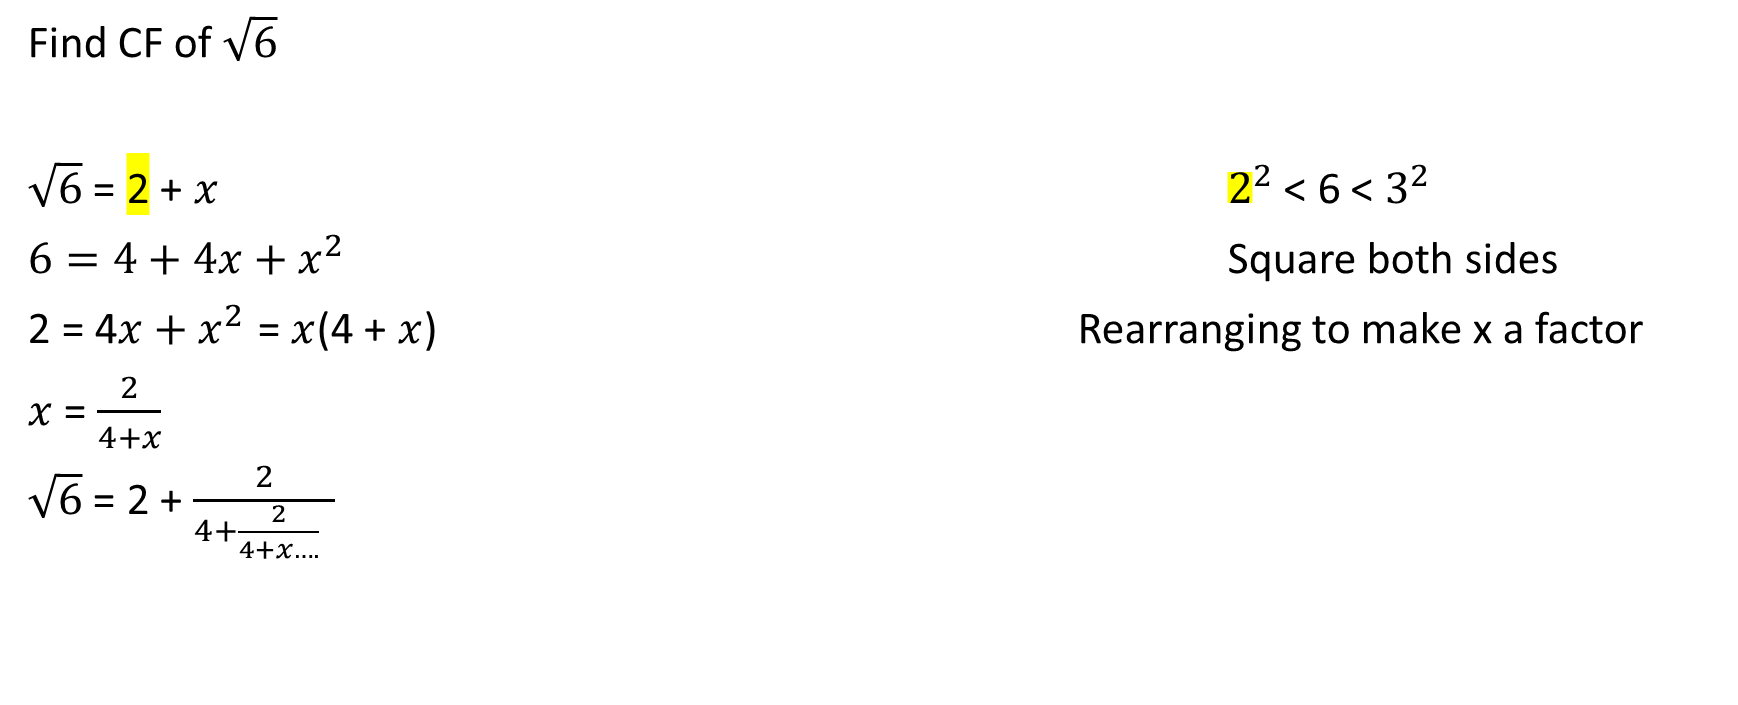 Find CF of √6
√6 = 2 + x
2² < 6 < 3²
6 = 4 + 4x + x²
Square both sides
2 = 4x + x² = x(4 + x)
Rearranging to make x a factor
x = 2/(4+x)
√6 = 2 + 2/(4+2/(4+x....))